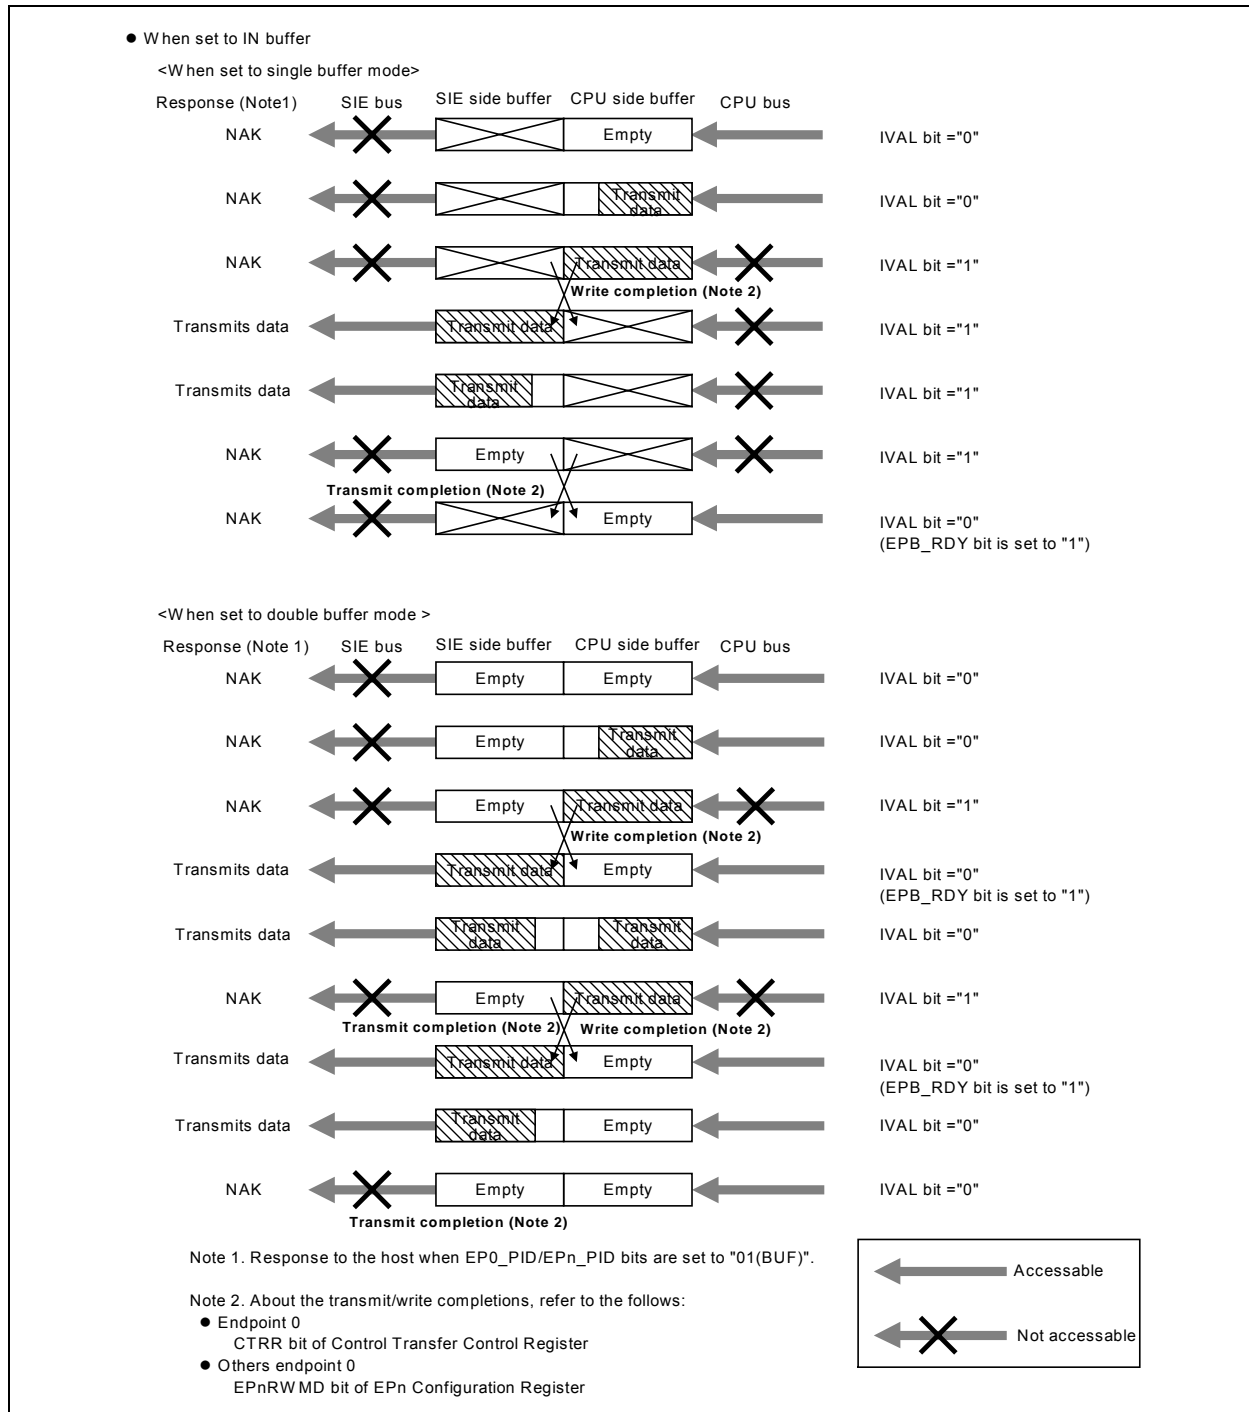 ● When set to IN buffer
<When set to single buffer mode>
Response (Note1) SIE bus SIE side buffer CPU side buffer CPU bus
NAK Empty IVAL bit ="0"
NAK Transmit data IVAL bit ="0"
NAK Transmit data IVAL bit ="1"
Write completion (Note 2)
Transmits data Transmit data IVAL bit ="1"
Transmits data Transmit data IVAL bit ="1"
NAK Empty IVAL bit ="1"
Transmit completion (Note 2)
NAK Empty IVAL bit ="0"
(EPB_RDY bit is set to "1")
<When set to double buffer mode >
Response (Note 1) SIE bus SIE side buffer CPU side buffer CPU bus
NAK Empty Empty IVAL bit ="0"
NAK Empty Transmit data IVAL bit ="0"
NAK Empty Transmit data IVAL bit ="1"
Write completion (Note 2)
Transmits data Transmit data Empty IVAL bit ="0"
(EPB_RDY bit is set to "1")
Transmits data Transmit data Transmit data IVAL bit ="0"
NAK Empty Transmit data IVAL bit ="1"
Transmit completion (Note 2) Write completion (Note 2)
Transmits data Transmit data Empty IVAL bit ="0"
(EPB_RDY bit is set to "1")
Transmits data Transmit data Empty IVAL bit ="0"
NAK Empty Empty IVAL bit ="0"
Transmit completion (Note 2)
Note 1. Response to the host when EP0_PID/EPn_PID bits are set to "01(BUF)".
Accessable
Note 2. About the transmit/write completions, refer to the follows:
● Endpoint 0
CTRR bit of Control Transfer Control Register
Not accessable
● Others endpoint 0
EPnRWMD bit of EPn Configuration Register